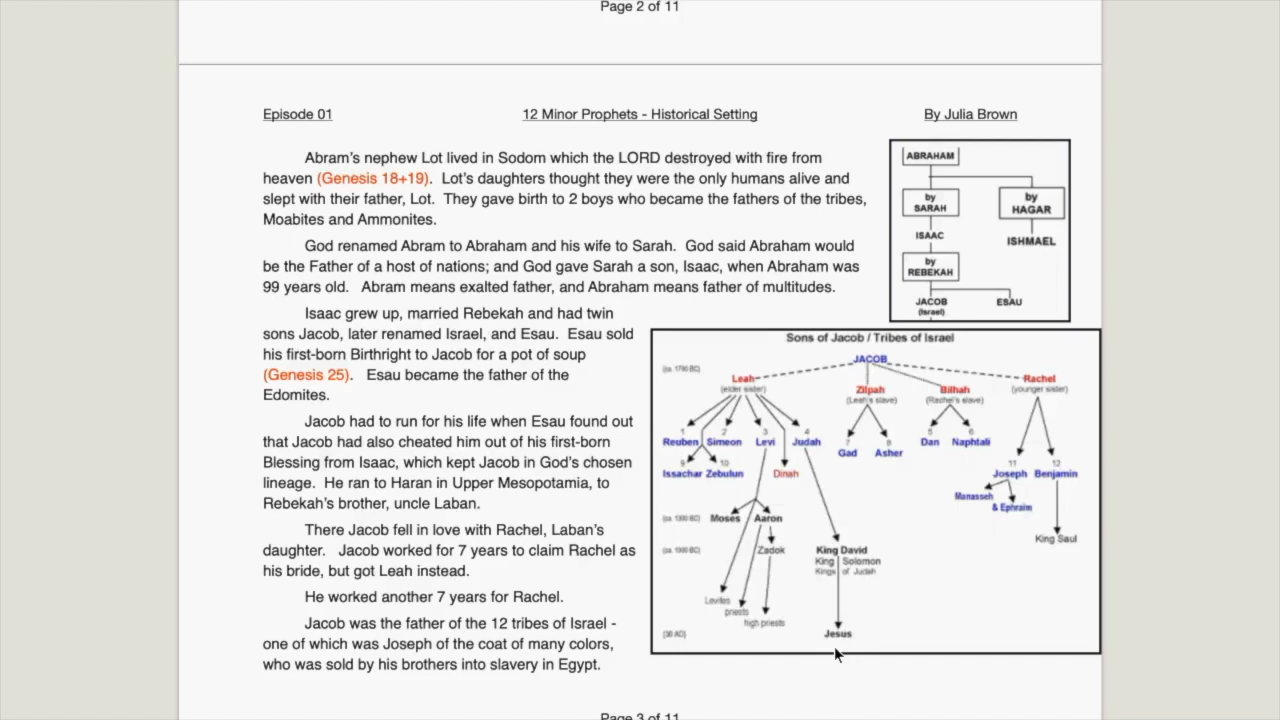 Page 2 of 11
Episode 01
12 Minor Prophets - Historical Setting
By Julia Brown
Abram's nephew Lot lived in Sodom which the LORD destroyed with fire from
heaven (Genesis 18+19). Lot's daughters thought they were the only humans alive and
slept with their father, Lot. They gave birth to 2 boys who became the fathers of the tribes,
Moabites and Ammonites.
God renamed Abram to Abraham and his wife to Sarah. God said Abraham would
be the Father of a host of nations; and God gave Sarah a son, Isaac, when Abraham was
99 years old. Abram means exalted father, and Abraham means father of multitudes.
Isaac grew up, married Rebekah and had twin
sons Jacob, later renamed Israel, and Esau. Esau sold
his first-born Birthright to Jacob for a pot of soup
(Genesis 25). Esau became the father of the
Edomites.
Jacob had to run for his life when Esau found out
that Jacob had also cheated him out of his first-born
Blessing from Isaac, which kept Jacob in God's chosen
lineage. He ran to Haran in Upper Mesopotamia, to
Rebekah's brother, uncle Laban.
There Jacob fell in love with Rachel, Laban's
daughter. Jacob worked for 7 years to claim Rachel as
his bride, but got Leah instead.
He worked another 7 years for Rachel.
Jacob was the father of the 12 tribes of Israel -
one of which was Joseph of the coat of many colors,
who was sold by his brothers into slavery in Egypt.
ABRAHAM
by
SARAH
by
HAGAR
ISAAC
ISHMAEL
by
REBEKAH
JACOB
(Israel)
ESAU
Sons of Jacob / Tribes of Israel
JACOB
Leah
(elder sister)
Zilpah
(Leah's slave)
Bilhah
(Rachel's slave)
Rachel
(younger sister)
1 2 3 4
Reuben Simeon Levi Judah
7 8
Gad Asher
5 6
Dan Naphtali
9 10
Issachar Zebulun
Dinah
11 12
Joseph Benjamin
Manasseh
& Ephraim
Moses Aaron
King Saul
Zadok
King David
King Solomon
Kings of Judah
Levites
priests
high priests
[30 AD]
Jesus
Page 3 of 11